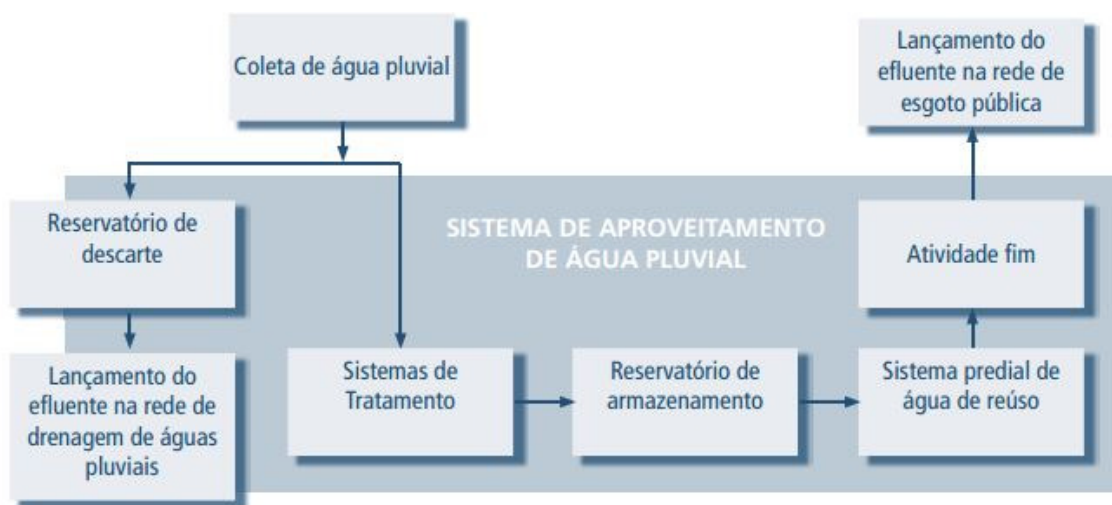 Coleta de água pluvial
Lançamento do
efluente na rede de
esgoto pública
Reservatório de
descarte
SISTEMA DE APROVEITAMENTO
DE ÁGUA PLUVIAL
Atividade fim
Lançamento do
efluente na rede de
drenagem de águas
pluviais
Sistemas de
Tratamento
Reservatório de
armazenamento
Sistema predial de
água de reúso